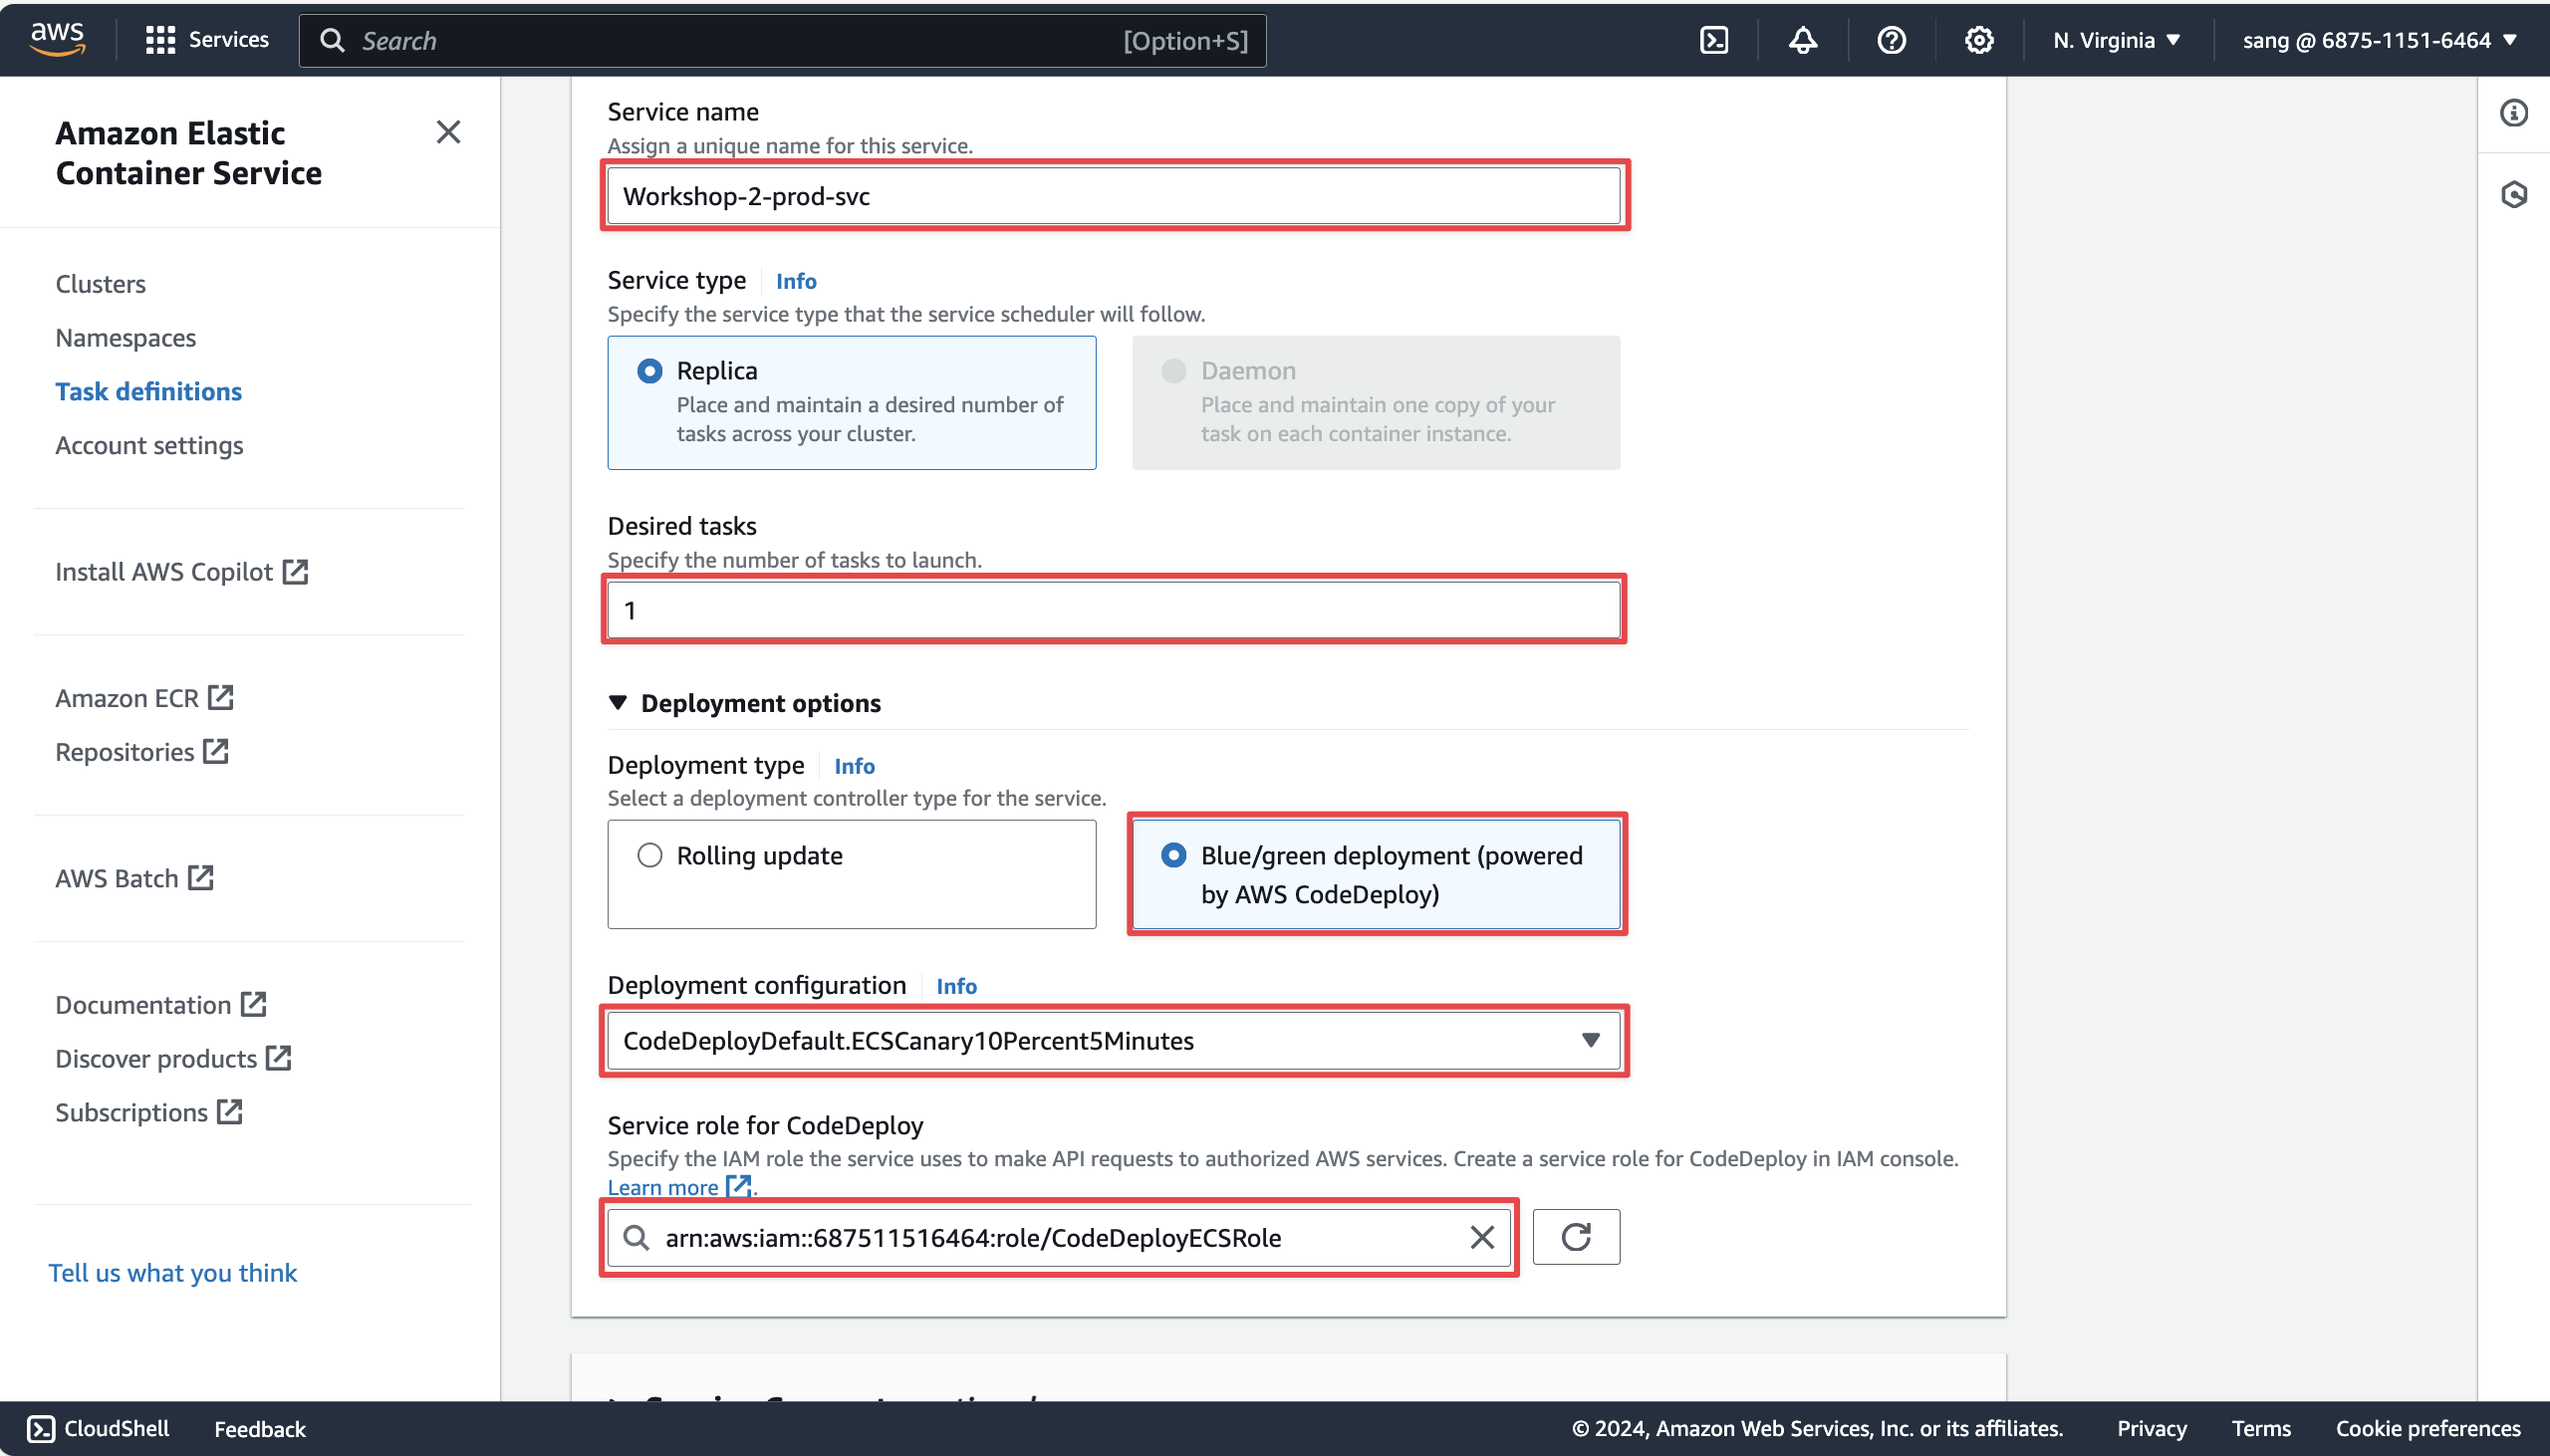 aws
Services
Search
[Option+S]
N. Virginia
sang @ 6875-1151-6464
Amazon Elastic
Container Service
Clusters
Namespaces
Task definitions
Account settings
Install AWS Copilot
Amazon ECR
Repositories
AWS Batch
Documentation
Discover products
Subscriptions
Tell us what you think
Service name
Assign a unique name for this service.
Workshop-2-prod-svc
Service type
Info
Specify the service type that the service scheduler will follow.
Replica
Place and maintain a desired number of
tasks across your cluster.
Daemon
Place and maintain one copy of your
task on each container instance.
Desired tasks
Specify the number of tasks to launch.
1
Deployment options
Deployment type
Info
Select a deployment controller type for the service.
Rolling update
Blue/green deployment (powered
by AWS CodeDeploy)
Deployment configuration
Info
CodeDeployDefault.ECSCanary10Percent5Minutes
Service role for CodeDeploy
Specify the IAM role the service uses to make API requests to authorized AWS services. Create a service role for CodeDeploy in IAM console.
Learn more .
arn:aws:iam::687511516464:role/CodeDeployECSRole
CloudShell
Feedback
© 2024, Amazon Web Services, Inc. or its affiliates.
Privacy
Terms
Cookie preferences